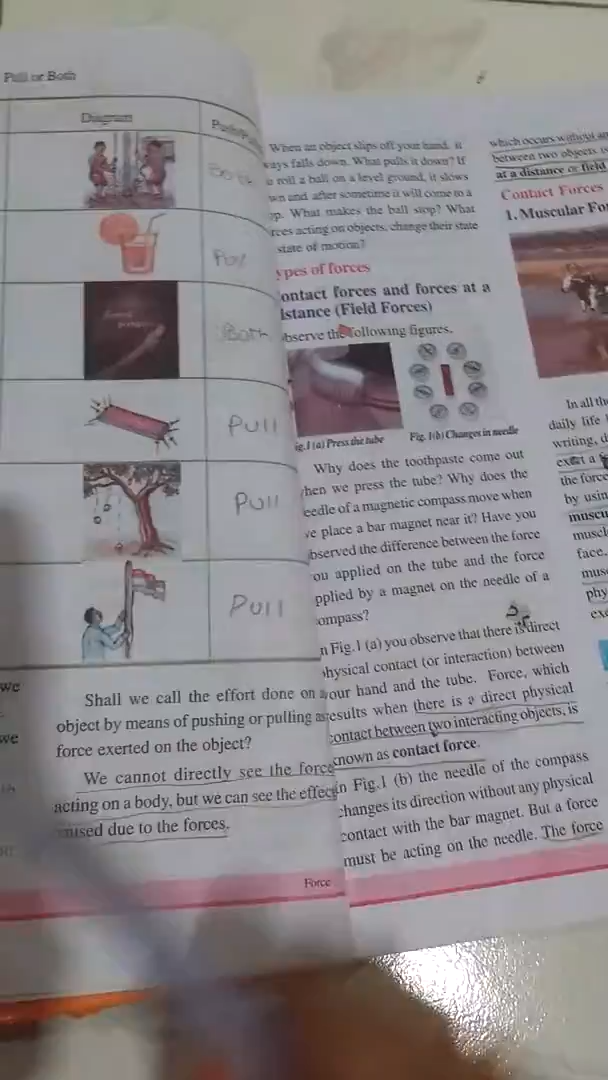 Pull or Both
Diagram
Both
Pull
Pull
Pull
we
we
Shall we call the effort done on
object by means of pushing or pulling as
force exerted on the object?
We cannot directly see the force
acting on a body, but we can see the effect
caused due to the forces.
Force
When an object slips off your hand, it
ways falls down. What pulls it down? If
roll a ball on a level ground, it slows
wn and after sometime it will come to a
op. What makes the ball stop? What
rces acting on objects, change their state
state of motion?
ypes of forces
ontact forces and forces at a
istance (Field Forces)
bserve the following figures.
ig.1 (a) Press the tube
Fig. 1(b) Changes in needle
Why does the toothpaste come out
hen we press the tube? Why does the
eedle of a magnetic compass move when
ve place a bar magnet near it? Have you
bserved the difference between the force
ou applied on the tube and the force
pplied by a magnet on the needle of a
ompass?
n Fig.1 (a) you observe that there is direct
hysical contact (or interaction) between
your hand and the tube. Force, which
results when there is a direct physical
contact between two interacting objects, is
known as contact force.
in Fig.1 (b) the needle of the compass
changes its direction without any physical
contact with the bar magnet. But a force
must be acting on the needle. The force
which occurs without
between two objects is
at a distance or field
Contact Forces
1. Muscular
In all
daily life
writing,
exert a
the force
by
muscle
face.